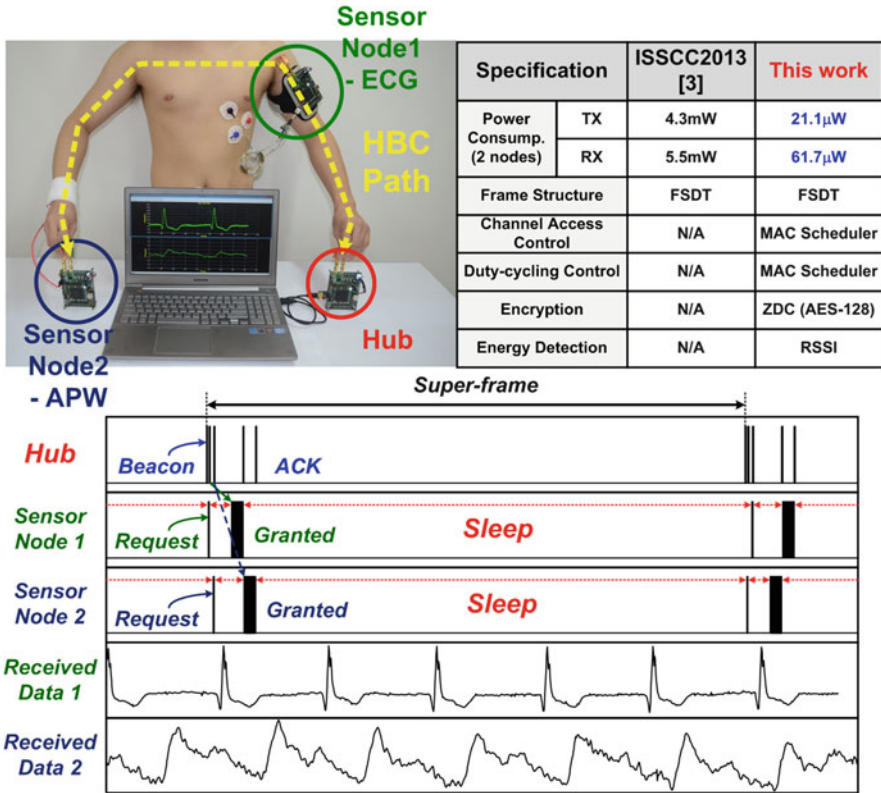 Sensor
Node1
- ECG
HBC
Path
Sensor
Node2
- APW
Hub
Specification
ISSCC2013
[3]
This work
Power
Consump.
(2 nodes)
TX
4.3mW
21.1μW
RX
5.5mW
61.7μW
Frame Structure
FSDT
FSDT
Channel Access
Control
N/A
MAC Scheduler
Duty-cycling Control
N/A
MAC Scheduler
Encryption
N/A
ZDC (AES-128)
Energy Detection
N/A
RSSI
Super-frame
Hub
Beacon
ACK
Sensor
Node 1
Request
Granted
Sleep
Sensor
Node 2
Request
Granted
Sleep
Received
Data 1
Received
Data 2